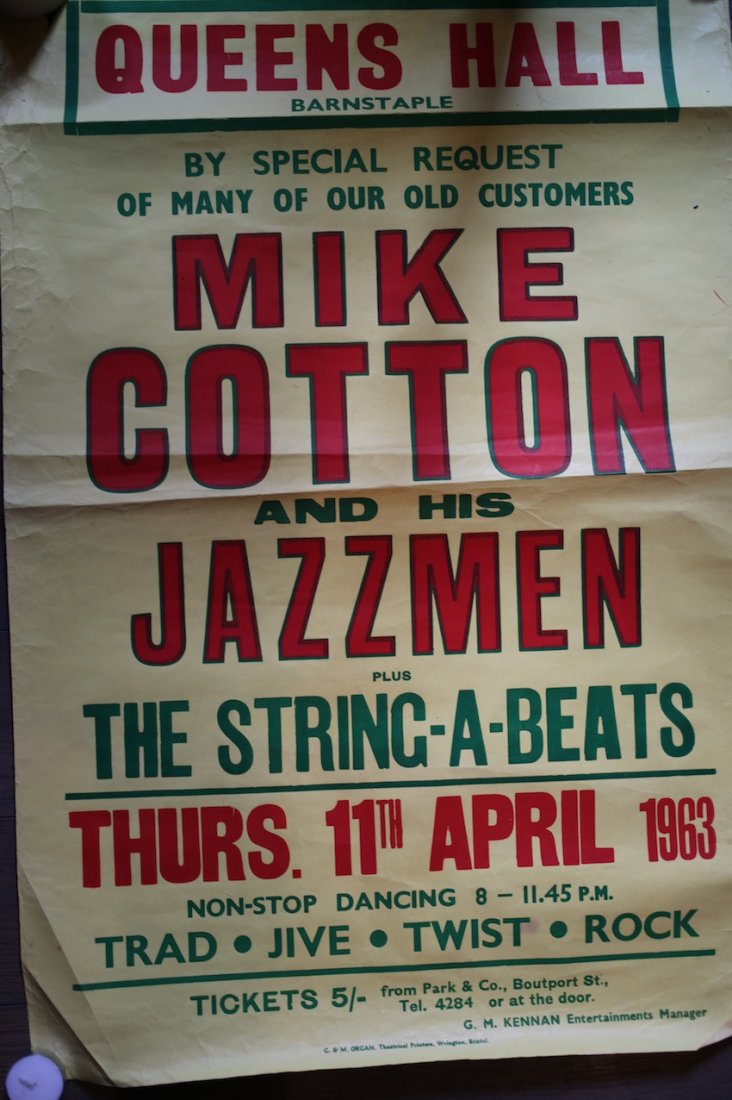 QUEENS HALL
BARNSTAPLE
BY SPECIAL REQUEST
OF MANY OF OUR OLD CUSTOMERS
MIKE
COTTON
AND HIS
JAZZMEN
PLUS
THE STRING-A-BEATS
THURS. 11TH APRIL 1963
NON-STOP DANCING 8 – 11.45 P.M.
TRAD • JIVE • TWIST • ROCK
TICKETS 5/- from Park & Co., Boutport St.,
Tel. 4284 or at the door.
G. M. KENNAN Entertainments Manager
C. & M. ORGAN, Theatrical Printers, Wrington, Bristol.